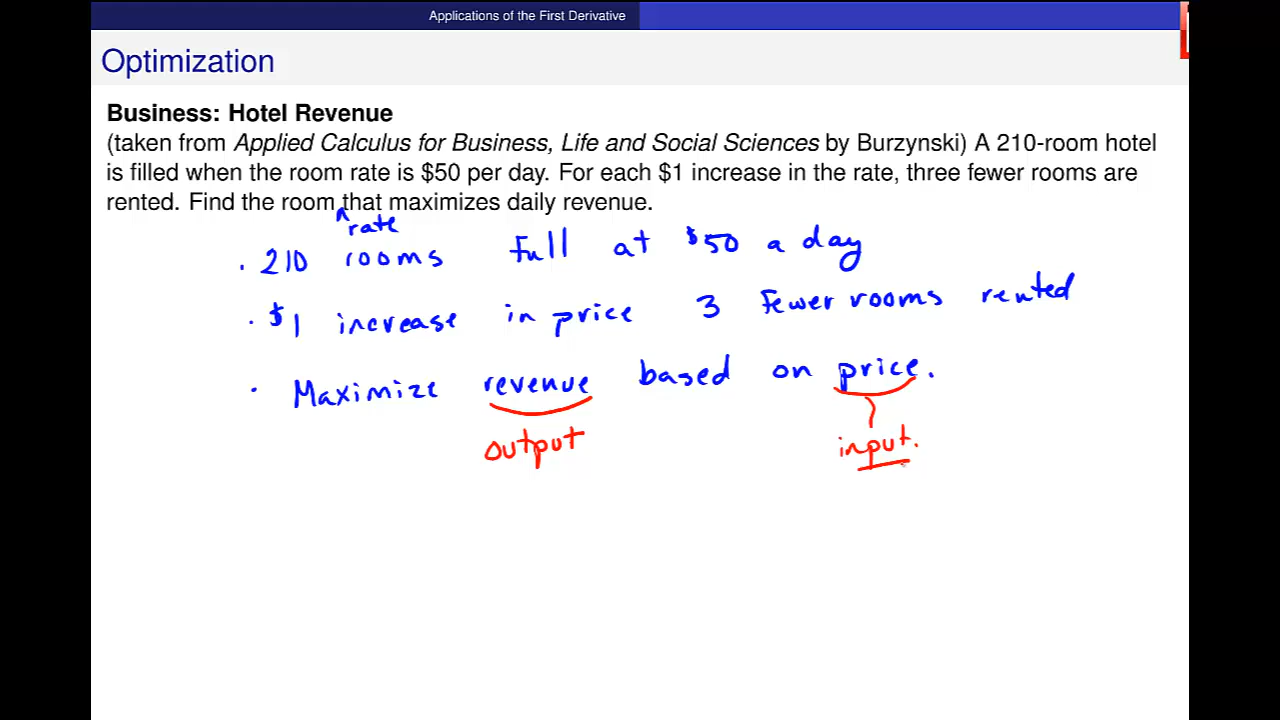 Applications of the First Derivative
Optimization
Business: Hotel Revenue
(taken from Applied Calculus for Business, Life and Social Sciences by Burzynski) A 210-room hotel
is filled when the room rate is $50 per day. For each $1 increase in the rate, three fewer rooms are
rented. Find the room that maximizes daily revenue.
^ rate
· 210 rooms full at $50 a day
· $1 increase in price 3 fewer rooms rented
· Maximize revenue based on price.
output input.